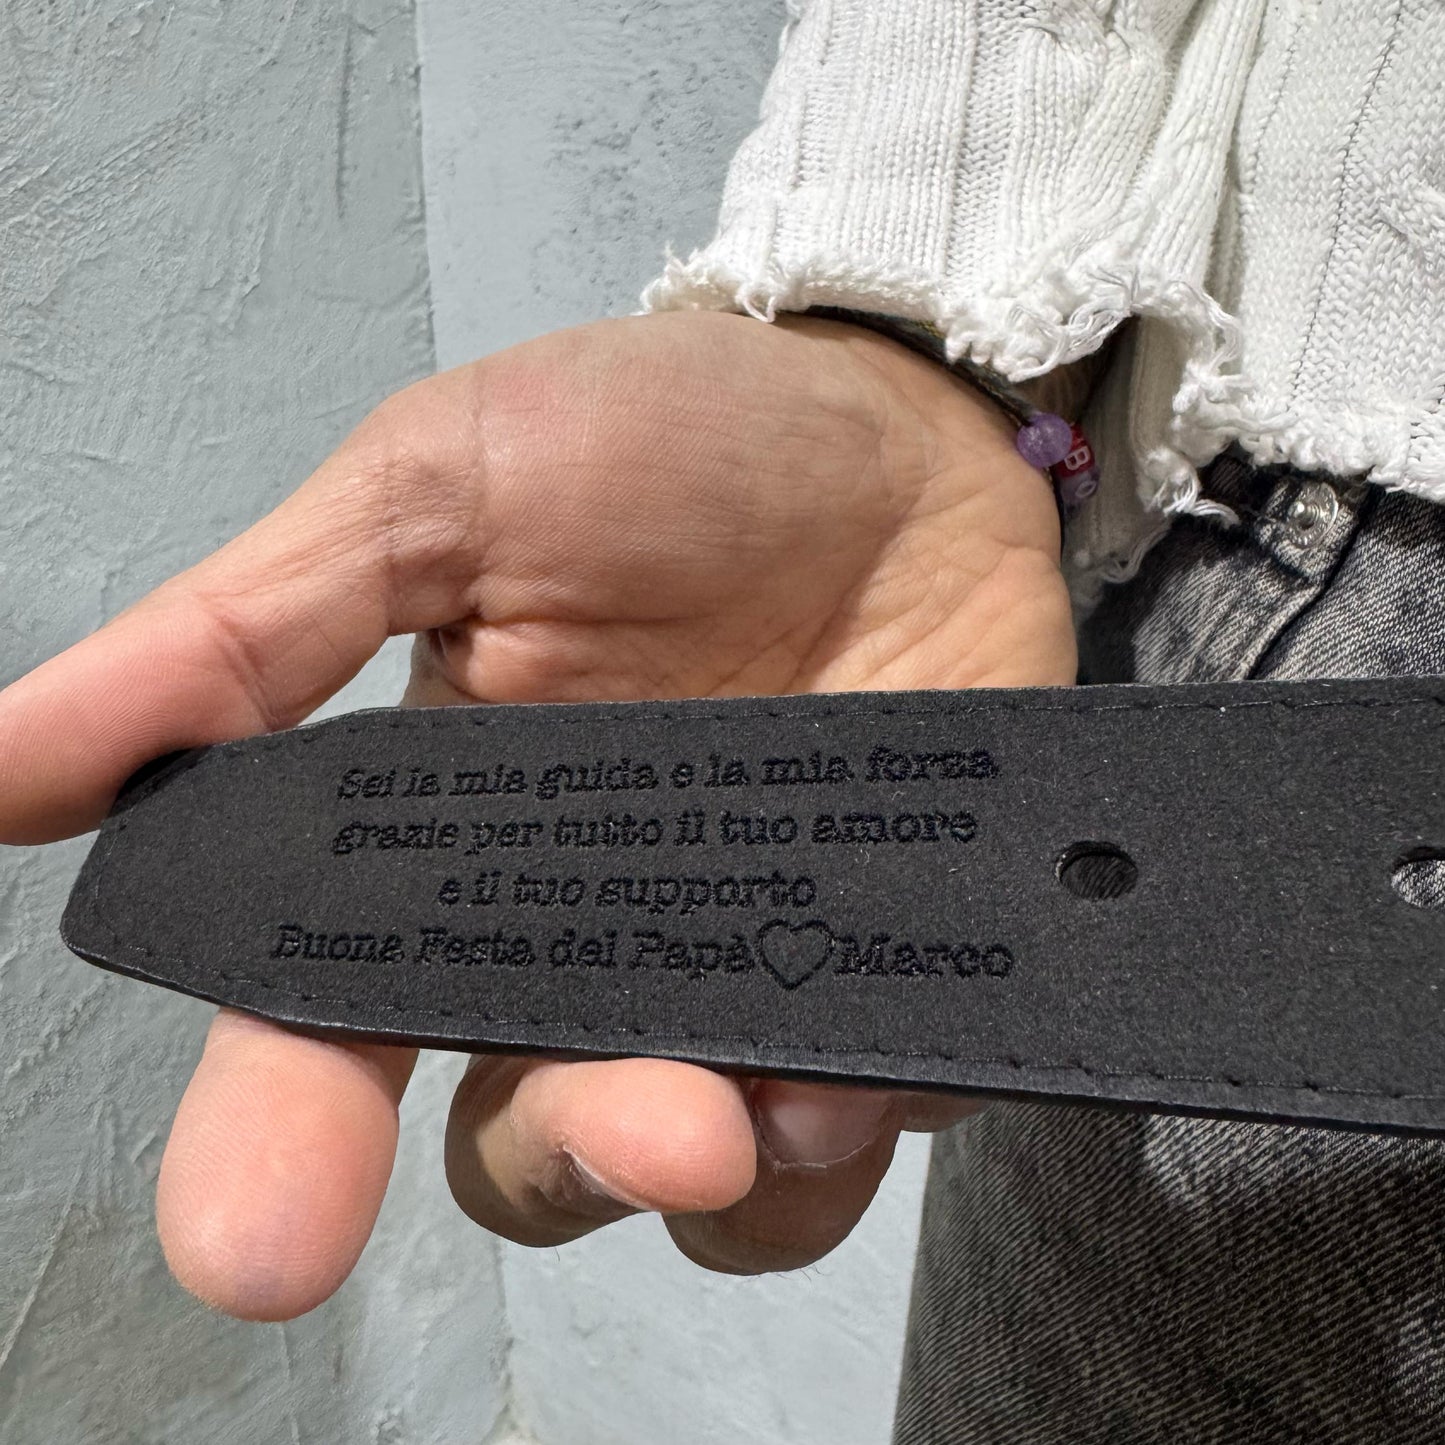 Sei la mia guida e la mia forza
grazie per tutto il tuo amore
e il tuo supporto
Buona Festa del Papà♡Marco
B